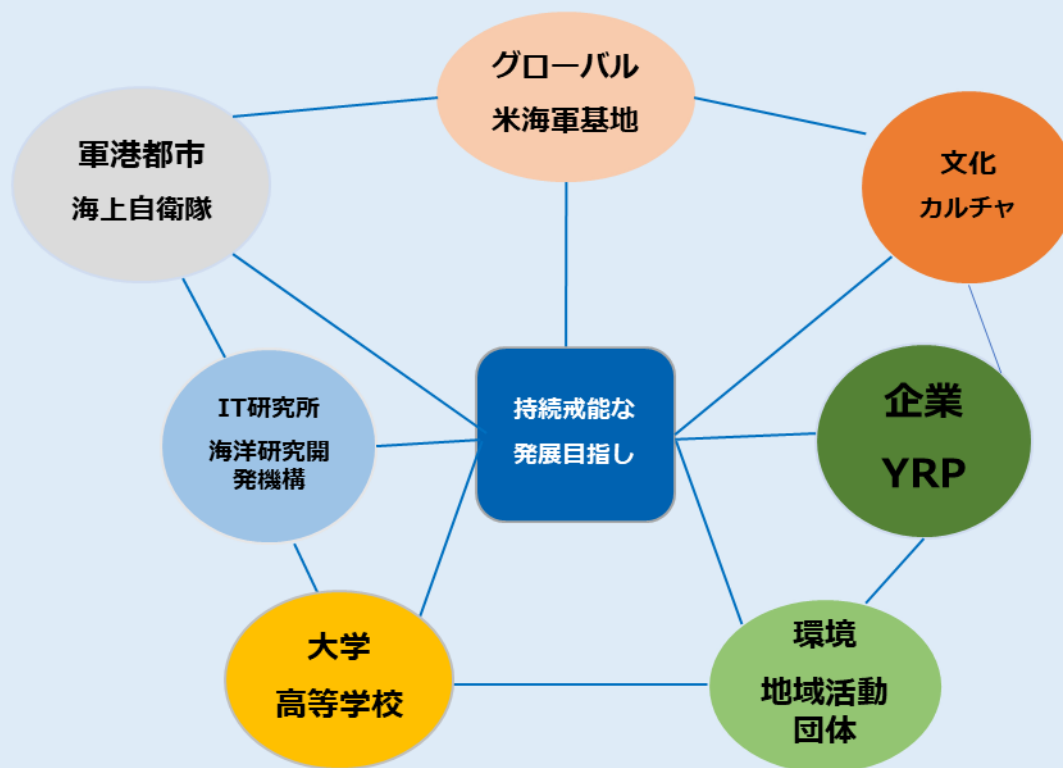 グローバル
米海軍基地
軍港都市
海上自衛隊
文化
カルチャ
IT研究所
海洋研究開
発機構
持続戒能な
発展目指し
企業
YRP
大学
高等学校
環境
地域活動
団体